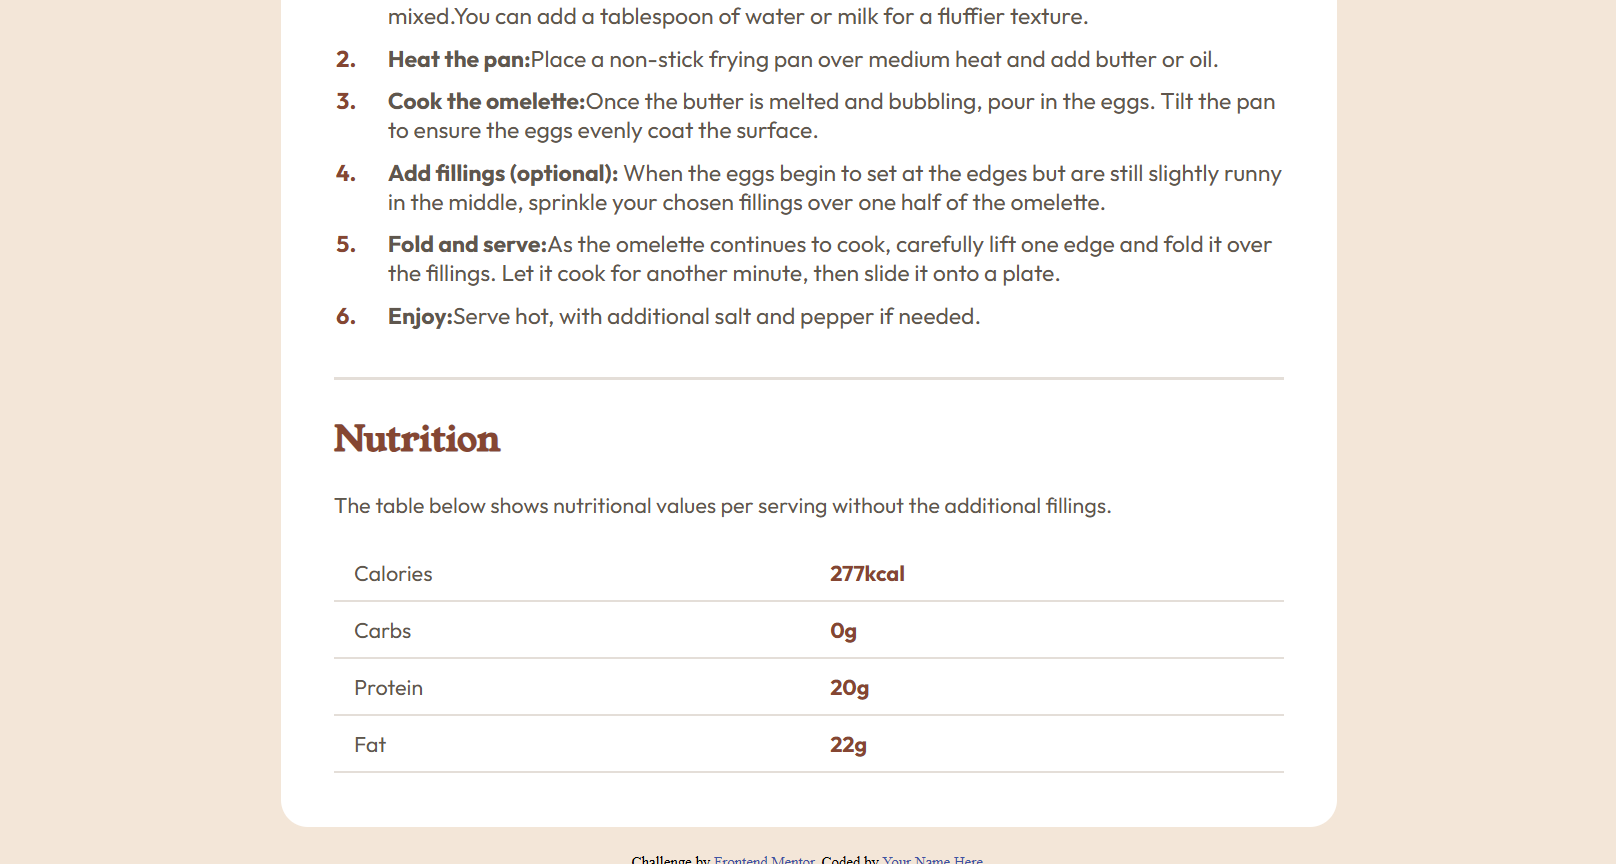 mixed.You can add a tablespoon of water or milk for a fluffier texture.
2. Heat the pan:Place a non-stick frying pan over medium heat and add butter or oil.
3. Cook the omelette:Once the butter is melted and bubbling, pour in the eggs. Tilt the pan
to ensure the eggs evenly coat the surface.
4. Add fillings (optional): When the eggs begin to set at the edges but are still slightly runny
in the middle, sprinkle your chosen fillings over one half of the omelette.
5. Fold and serve:As the omelette continues to cook, carefully lift one edge and fold it over
the fillings. Let it cook for another minute, then slide it onto a plate.
6. Enjoy:Serve hot, with additional salt and pepper if needed.
Nutrition
The table below shows nutritional values per serving without the additional fillings.
Calories 277kcal
Carbs 0g
Protein 20g
Fat 22g
Challenge by Frontend Mentor. Coded by Your Name Here.